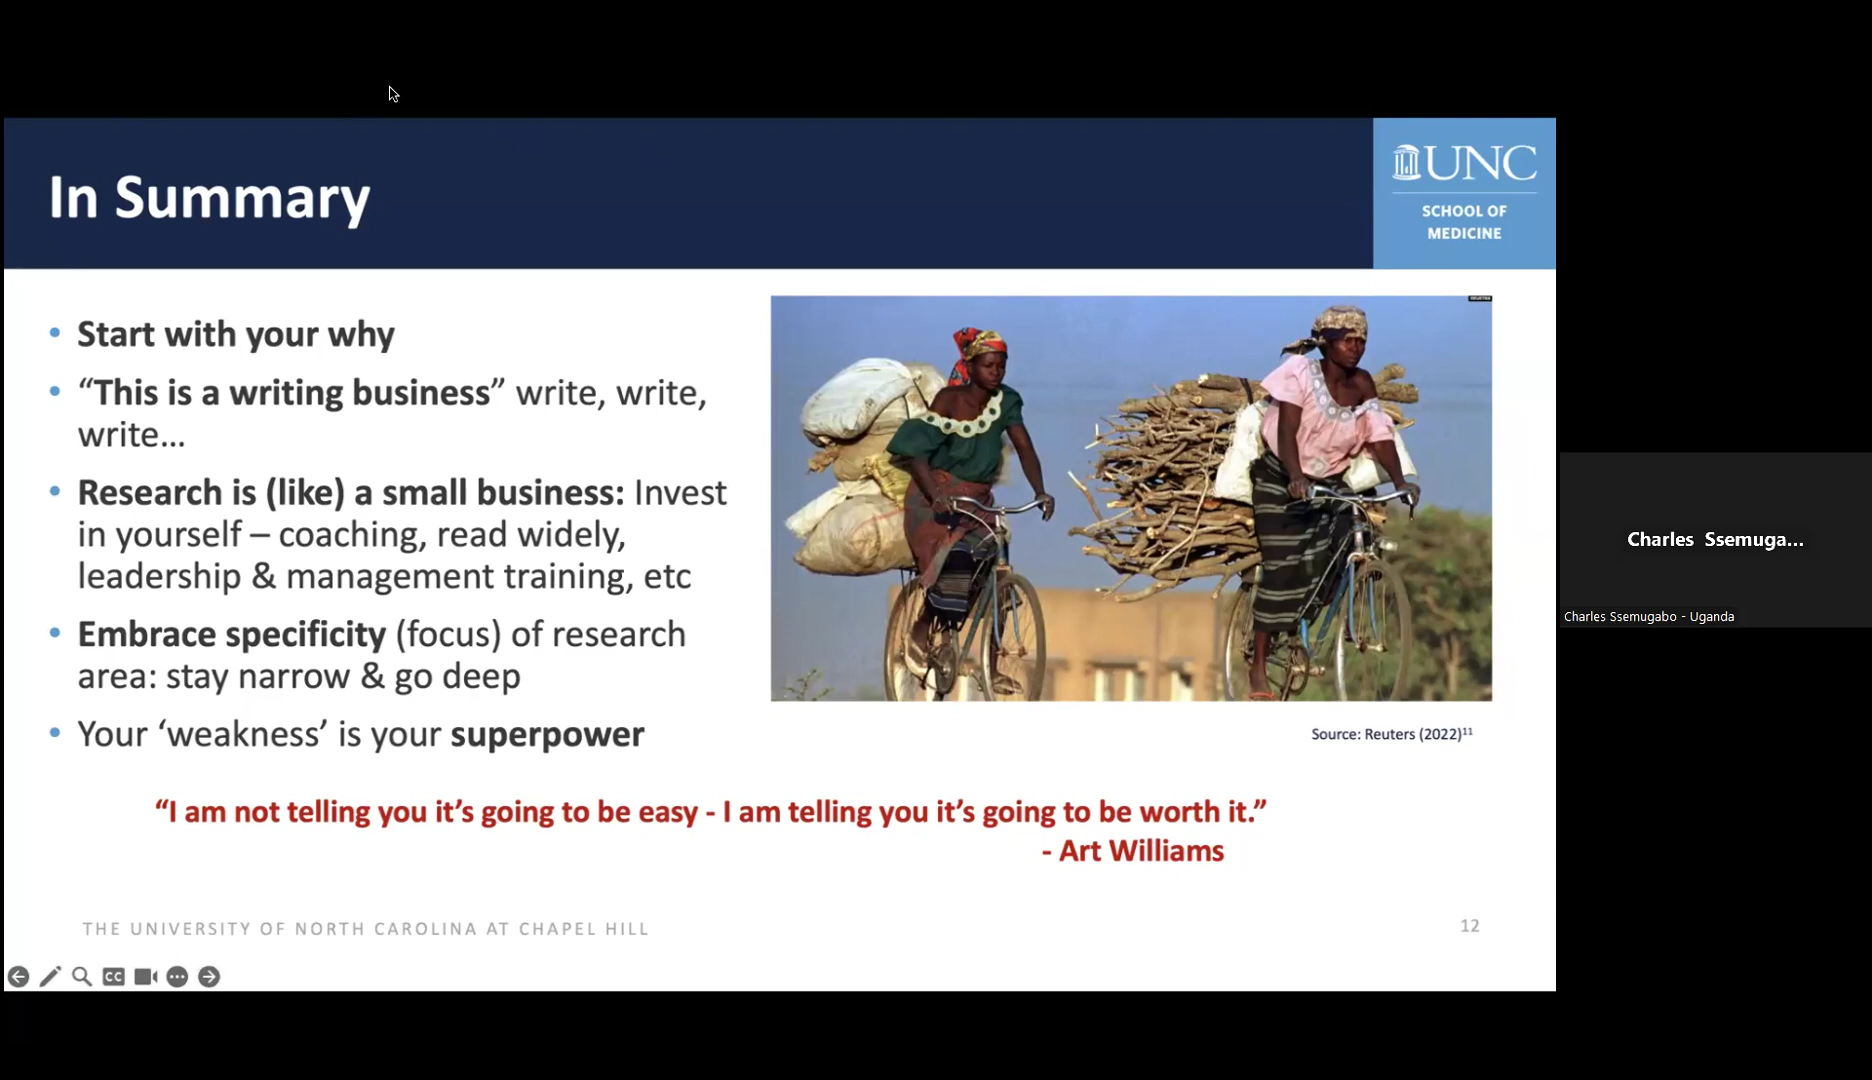 In Summary
UNC
SCHOOL OF
MEDICINE
• Start with your why
• “This is a writing business” write, write,
write…
• Research is (like) a small business: Invest
in yourself – coaching, read widely,
leadership & management training, etc
• Embrace specificity (focus) of research
area: stay narrow & go deep
• Your ‘weakness’ is your superpower
Source: Reuters (2022)¹¹
“I am not telling you it’s going to be easy - I am telling you it’s going to be worth it.”
- Art Williams
THE UNIVERSITY OF NORTH CAROLINA AT CHAPEL HILL
12
CC
Charles Ssemuga...
Charles Ssemugabo - Uganda